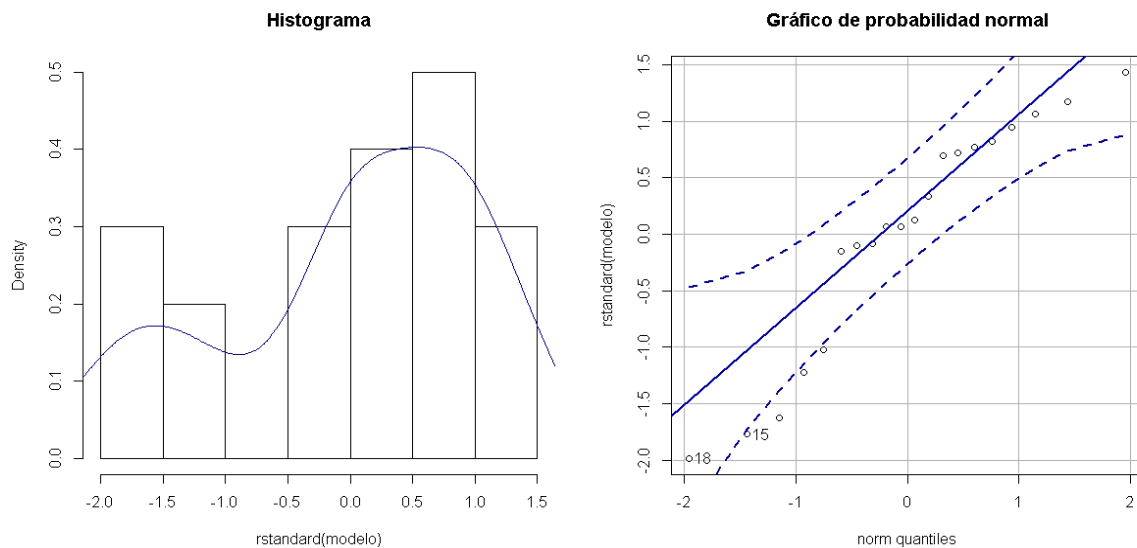 Histograma
Density
0.0
0.1
0.2
0.3
0.4
0.5
-2.0 -1.5 -1.0 -0.5 0.0 0.5 1.0 1.5
rstandard(modelo)
Gráfico de probabilidad normal
rstandard(modelo)
1.5
1.0
0.5
0.0
-0.5
-1.0
-1.5
-2.0
15
18
-2 -1 0 1 2
norm quantiles